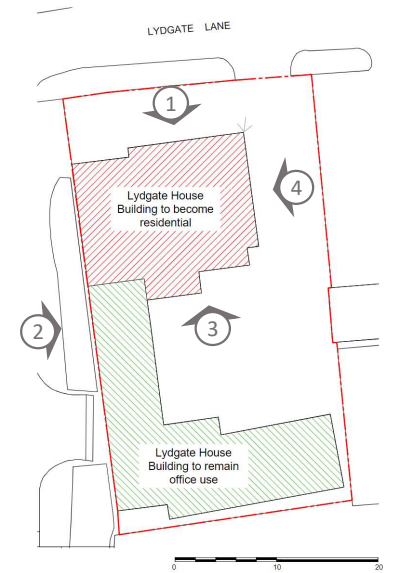 LYDGATE LANE
1
4
Lydgate House
Building to become
residential
2
3
Lydgate House
Building to remain
office use
0 10 20